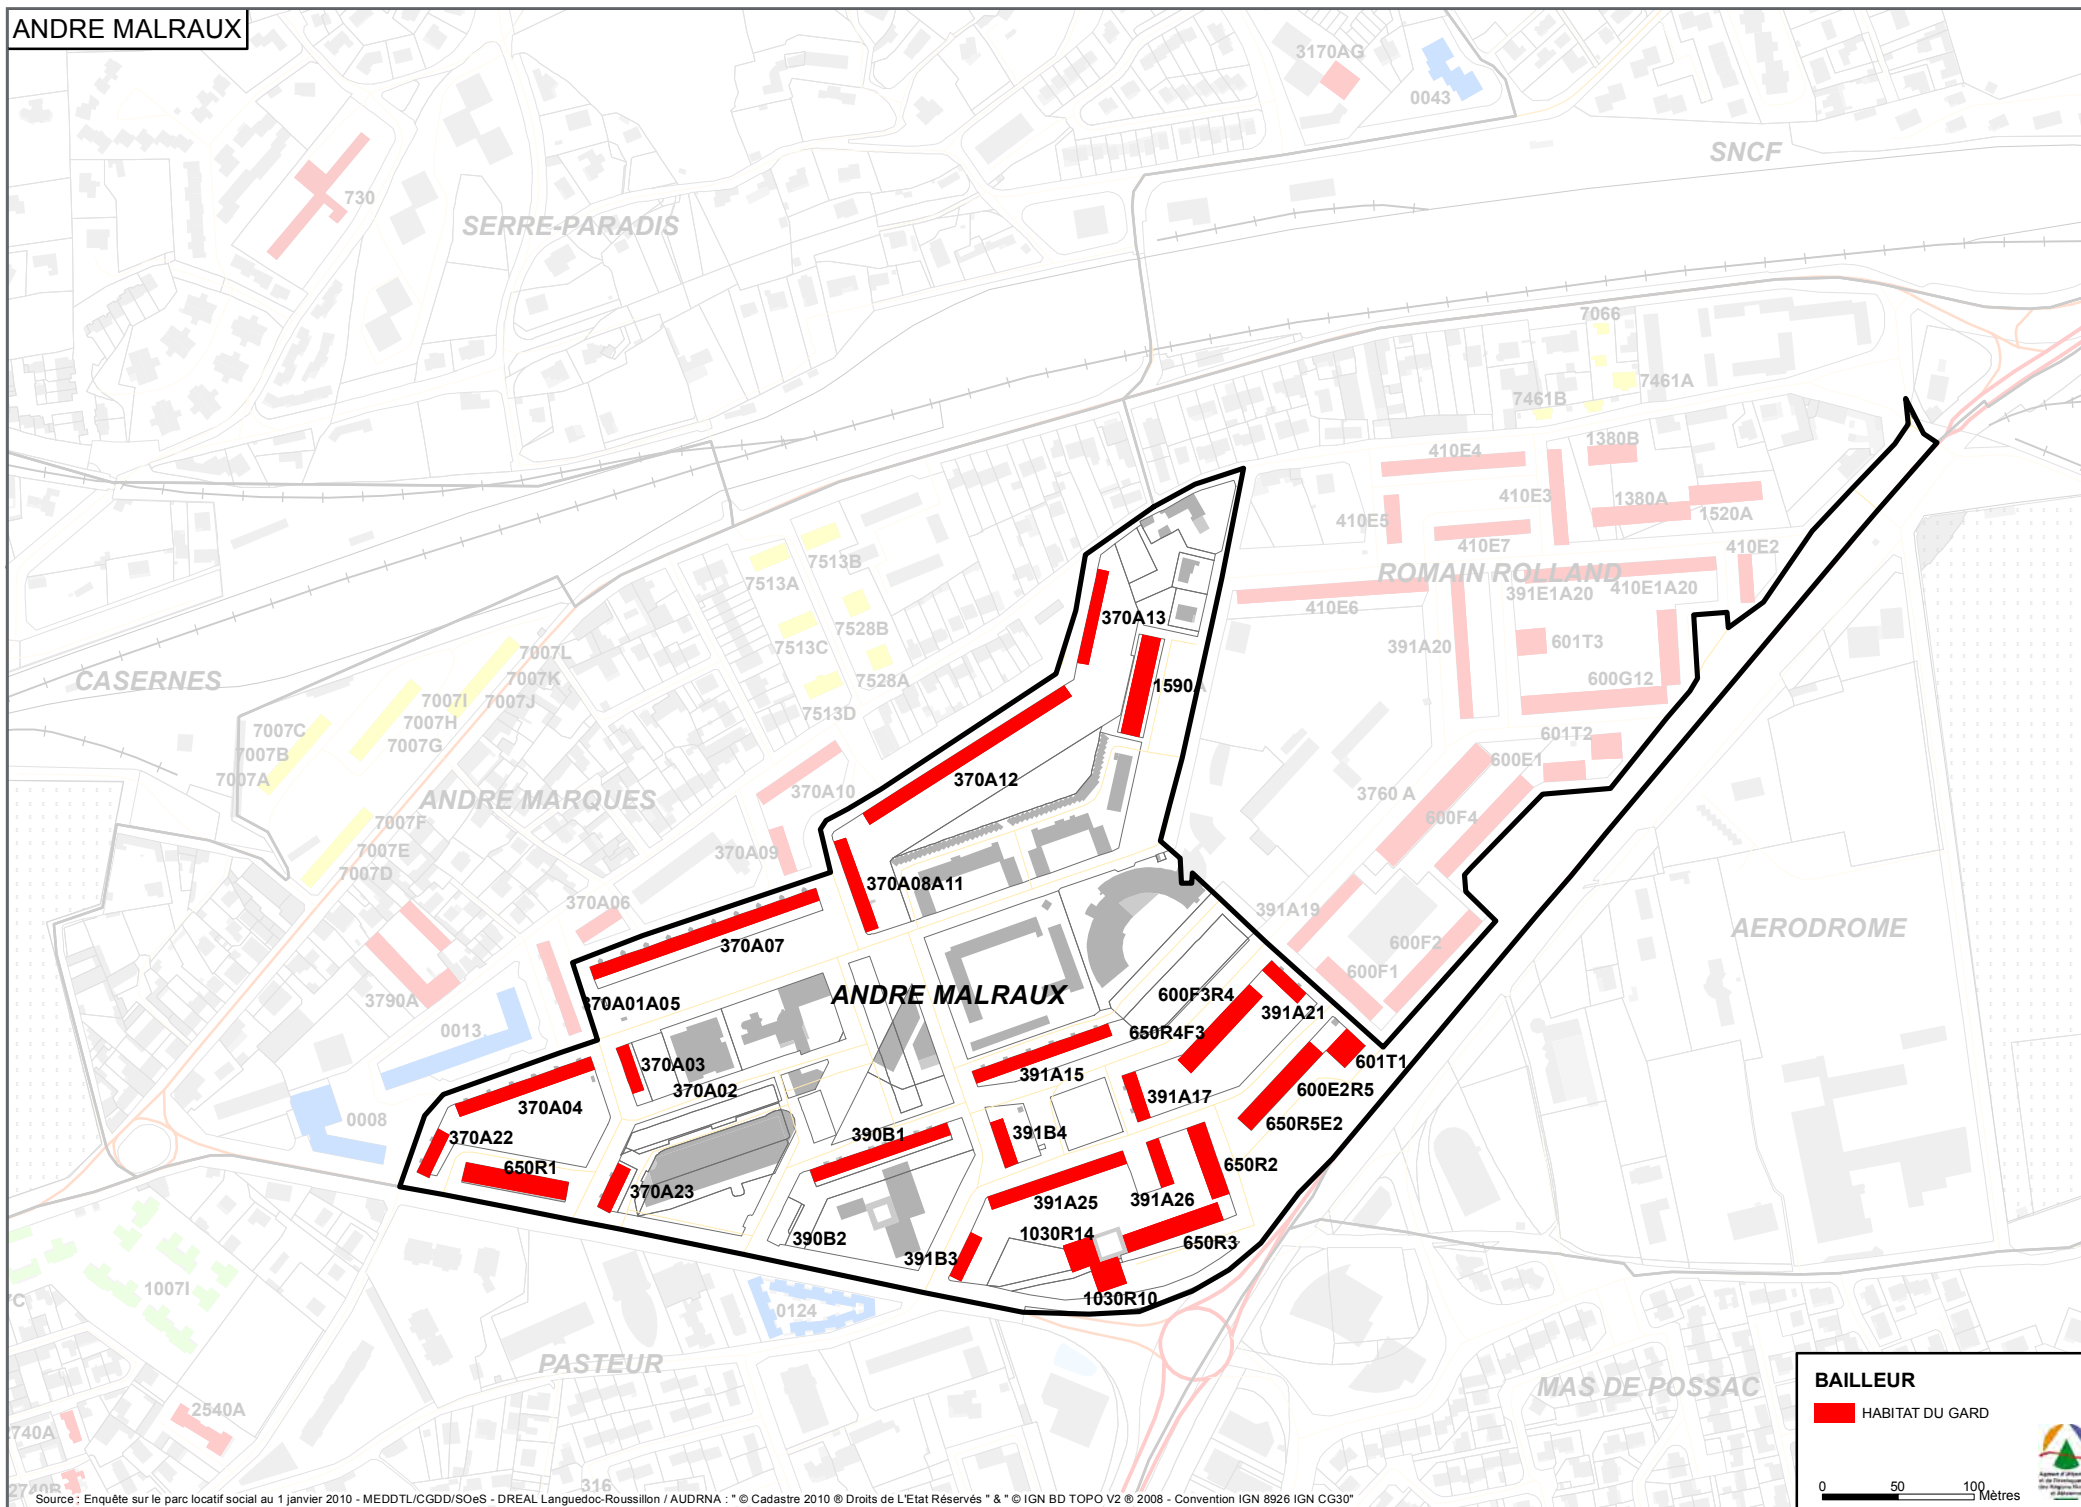 ANDRE MALRAUX
3170AG
0043
SNCF
730
SERRE-PARADIS
7066
7461A
7461B
410E4
1380B
410E3
1380A
1520A
410E5
410E7
410E2
7513B
7513A
ROMAIN ROLLAND
391E1A20
410E1A20
410E6
370A13
7528B
7513C
601T3
391A20
7007L
7007K
7007J
7007I
7007H
7007G
CASERNES
7528A
1590A
600G12
7513D
7007C
7007B
7007A
601T2
600E1
370A12
370A10
3760 A
ANDRE MARQUES
600F4
7007F
7007E
7007D
370A09
370A08A11
370A06
391A19
AERODROME
370A07
600F2
600F1
3790A
370A01A05
ANDRE MALRAUX
600F3R4
391A21
0013
650R4F3
601T1
370A03
391A15
370A02
600E2R5
391A17
370A04
0008
650R5E2
370A22
390B1
391B4
650R1
650R2
370A23
391A25
391A26
1030R14
390B2
650R3
391B3
1007I
1030R10
0124
PASTEUR
MAS DE POSSAC
2540A
2740A
2740B
316
BAILLEUR
HABITAT DU GARD
0 50 100
Mètres
Source : Enquête sur le parc locatif social au 1 janvier 2010 - MEDDTL/CGDD/SOeS - DREAL Languedoc-Roussillon / AUDRNA : " © Cadastre 2010 ® Droits de L'Etat Réservés " & " © IGN BD TOPO V2 ® 2008 - Convention IGN 8926 IGN CG30"